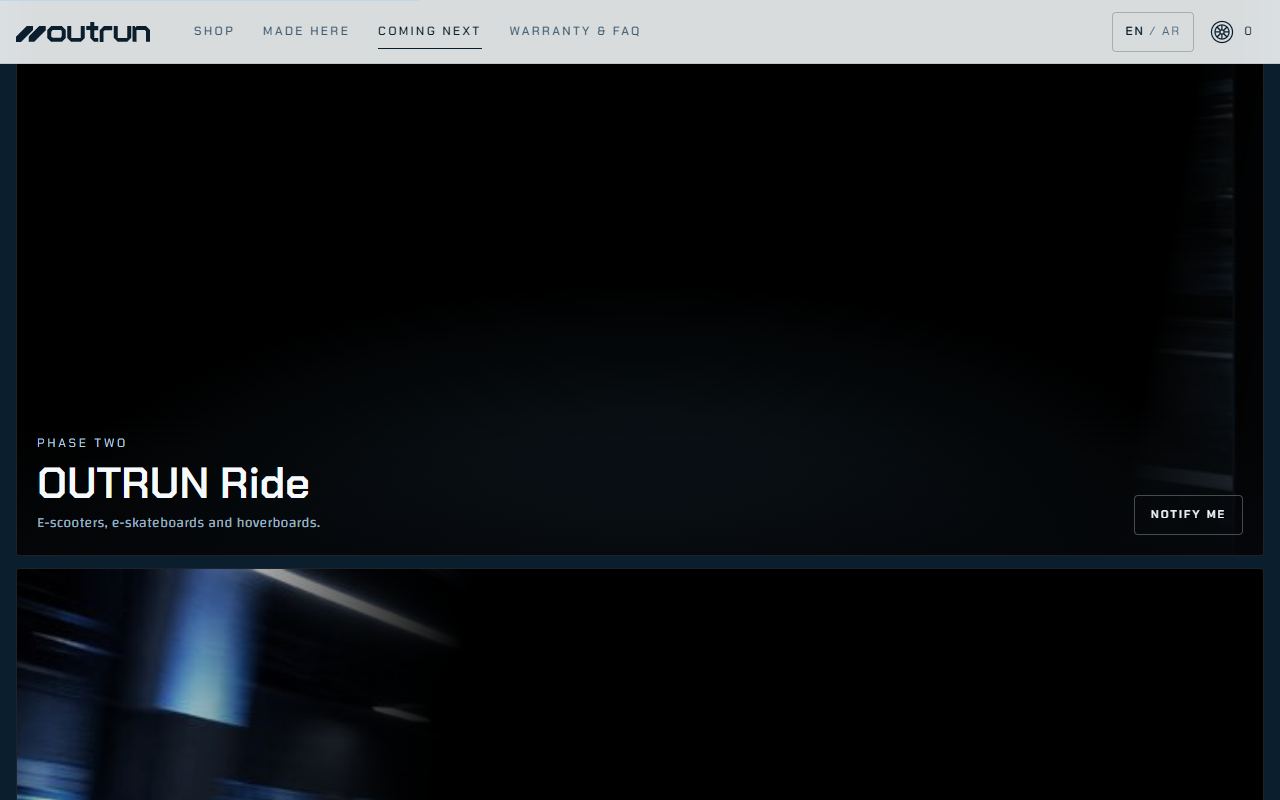 outrun
SHOP
MADE HERE
COMING NEXT
WARRANTY & FAQ
EN / AR
0
PHASE TWO
OUTRUN Ride
E-scooters, e-skateboards and hoverboards.
NOTIFY ME